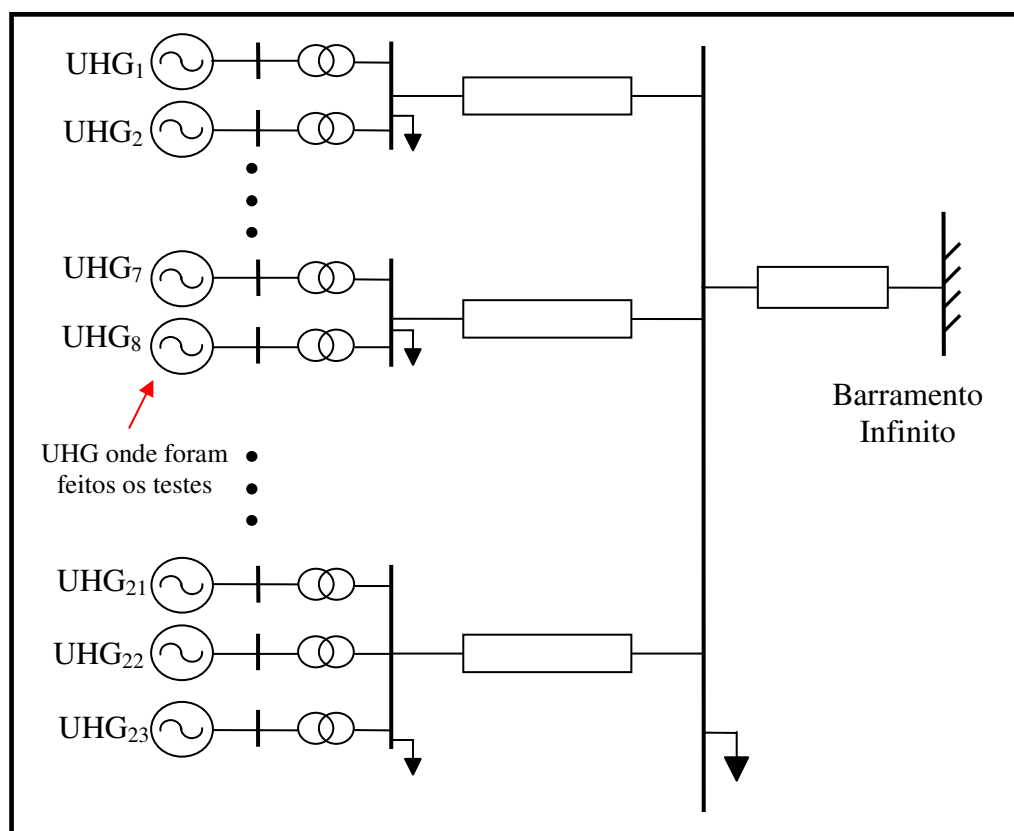 UHG₁
UHG₂
UHG₇
UHG₈
UHG onde foram
feitos os testes
Barramento
Infinito
UHG₂₁
UHG₂₂
UHG₂₃